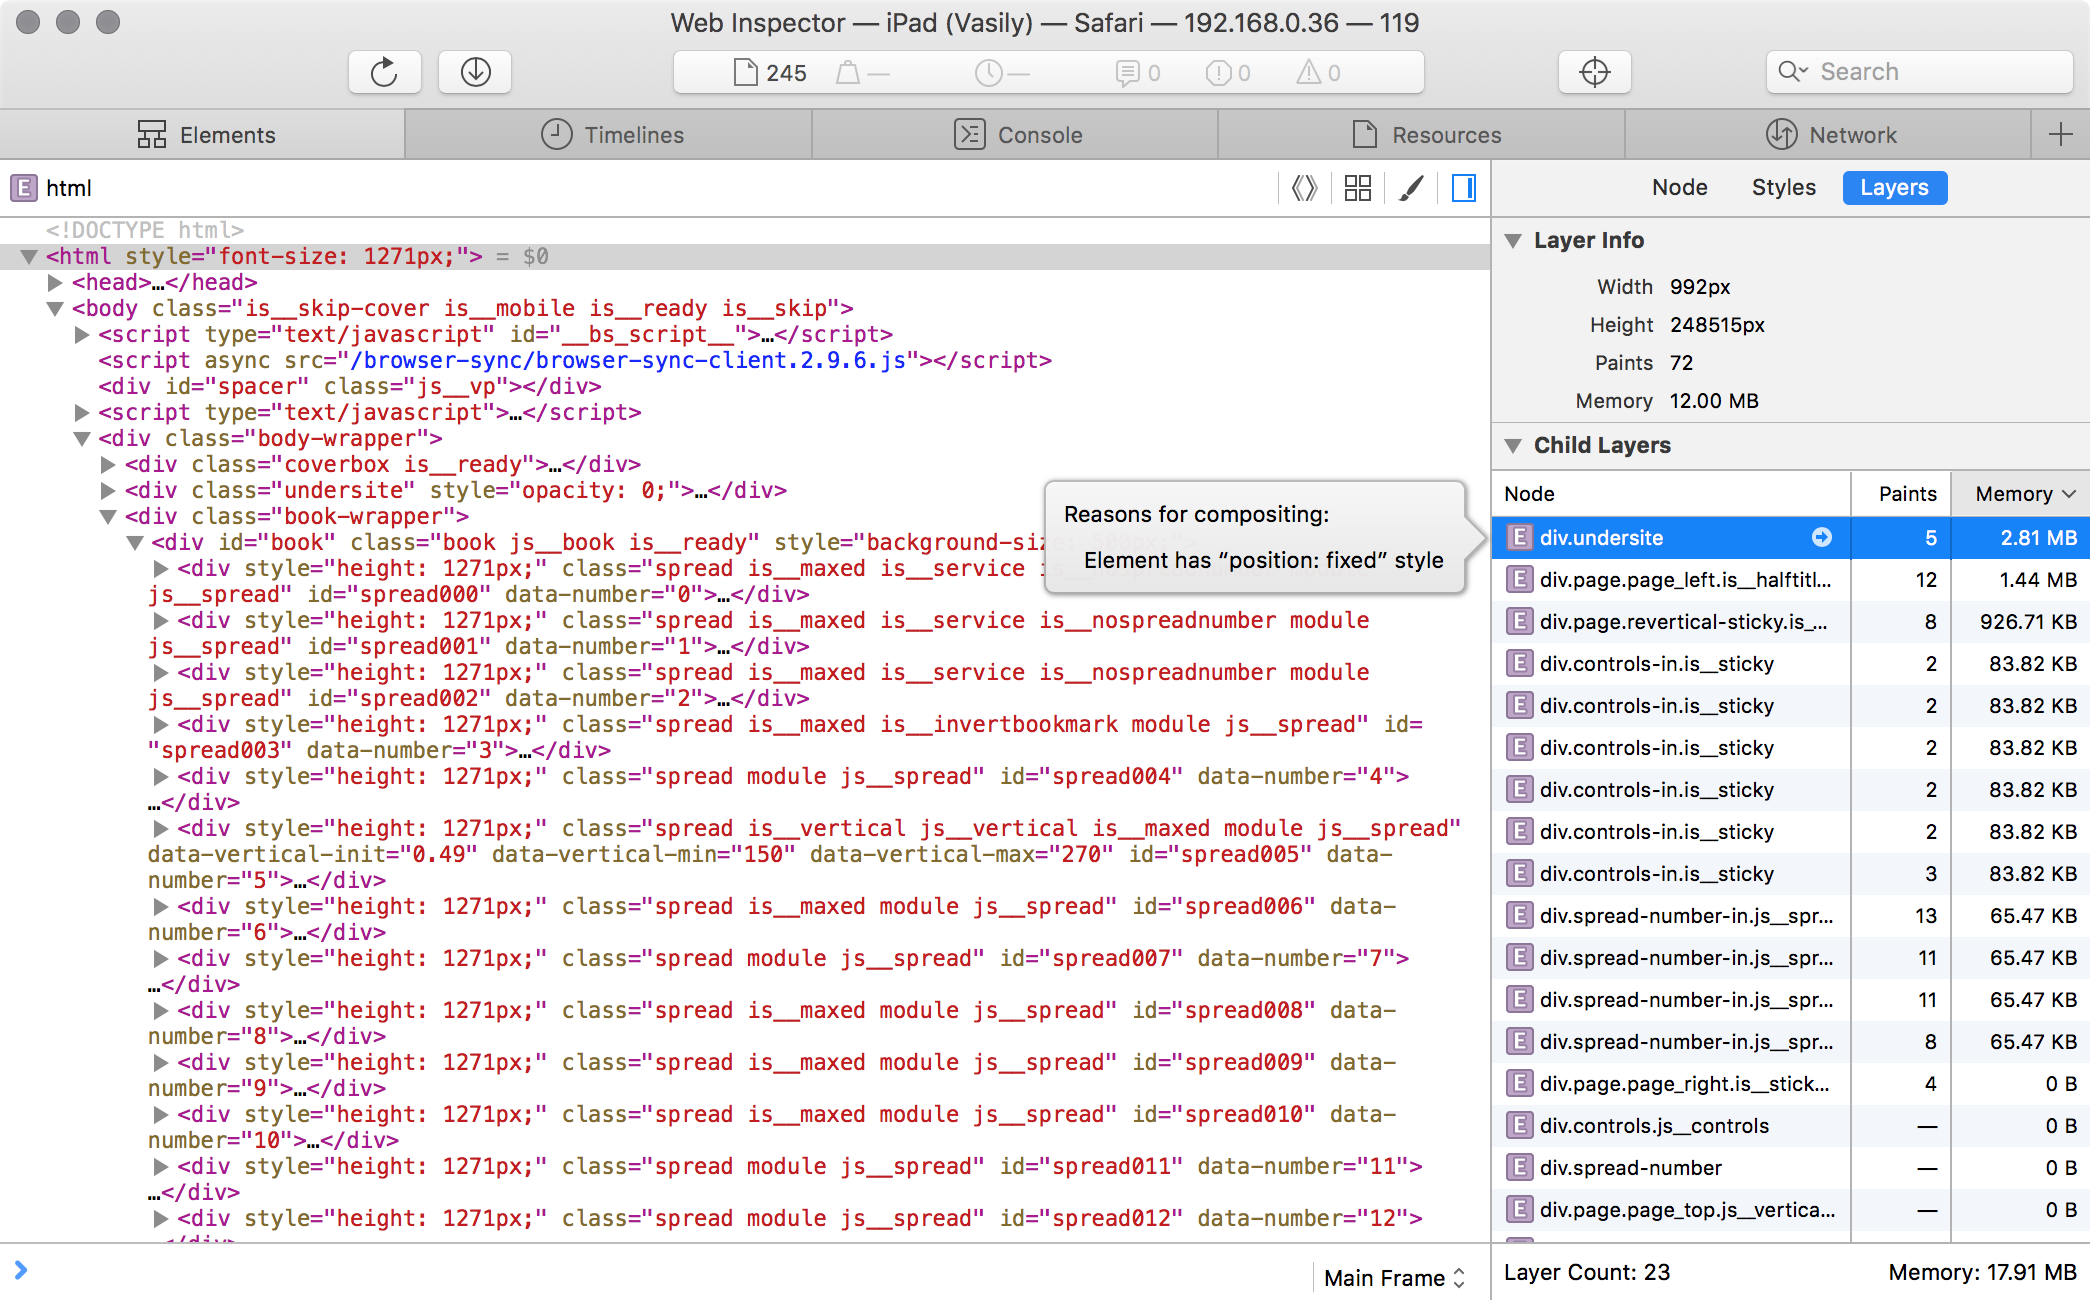 Web Inspector — iPad (Vasily) — Safari — 192.168.0.36 — 119
245 — — 0 0 0
Search
Elements
Timelines
Console
Resources
Network
E html
Node Styles Layers
<!DOCTYPE html>
<html style="font-size: 1271px;"> = $0
<head>…</head>
<body class="is__skip-cover is__mobile is__ready is__skip">
<script type="text/javascript" id="__bs_script__">…</script>
<script async src="/browser-sync/browser-sync-client.2.9.6.js"></script>
<div id="spacer" class="js__vp"></div>
<script type="text/javascript">…</script>
<div class="body-wrapper">
<div class="coverbox is__ready">…</div>
<div class="undersite" style="opacity: 0;">…</div>
<div class="book-wrapper">
<div id="book" class="book js__book is__ready" style="background-size: 500px;">
<div style="height: 1271px;" class="spread is__maxed is__service
js__spread" id="spread000" data-number="0">…</div>
<div style="height: 1271px;" class="spread is__maxed is__service is__nospreadnumber module
js__spread" id="spread001" data-number="1">…</div>
<div style="height: 1271px;" class="spread is__maxed is__service is__nospreadnumber module
js__spread" id="spread002" data-number="2">…</div>
<div style="height: 1271px;" class="spread is__maxed is__invertbookmark module js__spread" id=
"spread003" data-number="3">…</div>
<div style="height: 1271px;" class="spread module js__spread" id="spread004" data-number="4">
…</div>
<div style="height: 1271px;" class="spread is__vertical js__vertical is__maxed module js__spread"
data-vertical-init="0.49" data-vertical-min="150" data-vertical-max="270" id="spread005" data-
number="5">…</div>
<div style="height: 1271px;" class="spread is__maxed module js__spread" id="spread006" data-
number="6">…</div>
<div style="height: 1271px;" class="spread module js__spread" id="spread007" data-number="7">
…</div>
<div style="height: 1271px;" class="spread is__maxed module js__spread" id="spread008" data-
number="8">…</div>
<div style="height: 1271px;" class="spread is__maxed module js__spread" id="spread009" data-
number="9">…</div>
<div style="height: 1271px;" class="spread is__maxed module js__spread" id="spread010" data-
number="10">…</div>
<div style="height: 1271px;" class="spread module js__spread" id="spread011" data-number="11">
…</div>
<div style="height: 1271px;" class="spread module js__spread" id="spread012" data-number="12">
Reasons for compositing:
Element has “position: fixed” style
Main Frame
Layer Info
Width 992px
Height 248515px
Paints 72
Memory 12.00 MB
Child Layers
Node Paints Memory
E div.undersite 5 2.81 MB
E div.page.page_left.is__halftitl... 12 1.44 MB
E div.page.revertical-sticky.is_... 8 926.71 KB
E div.controls-in.is__sticky 2 83.82 KB
E div.controls-in.is__sticky 2 83.82 KB
E div.controls-in.is__sticky 2 83.82 KB
E div.controls-in.is__sticky 2 83.82 KB
E div.controls-in.is__sticky 2 83.82 KB
E div.controls-in.is__sticky 3 83.82 KB
E div.spread-number-in.js__spr... 13 65.47 KB
E div.spread-number-in.js__spr... 11 65.47 KB
E div.spread-number-in.js__spr... 11 65.47 KB
E div.spread-number-in.js__spr... 8 65.47 KB
E div.page.page_right.is__stick... 4 0 B
E div.controls.js__controls — 0 B
E div.spread-number — 0 B
E div.page.page_top.js__vertica... — 0 B
Layer Count: 23 Memory: 17.91 MB